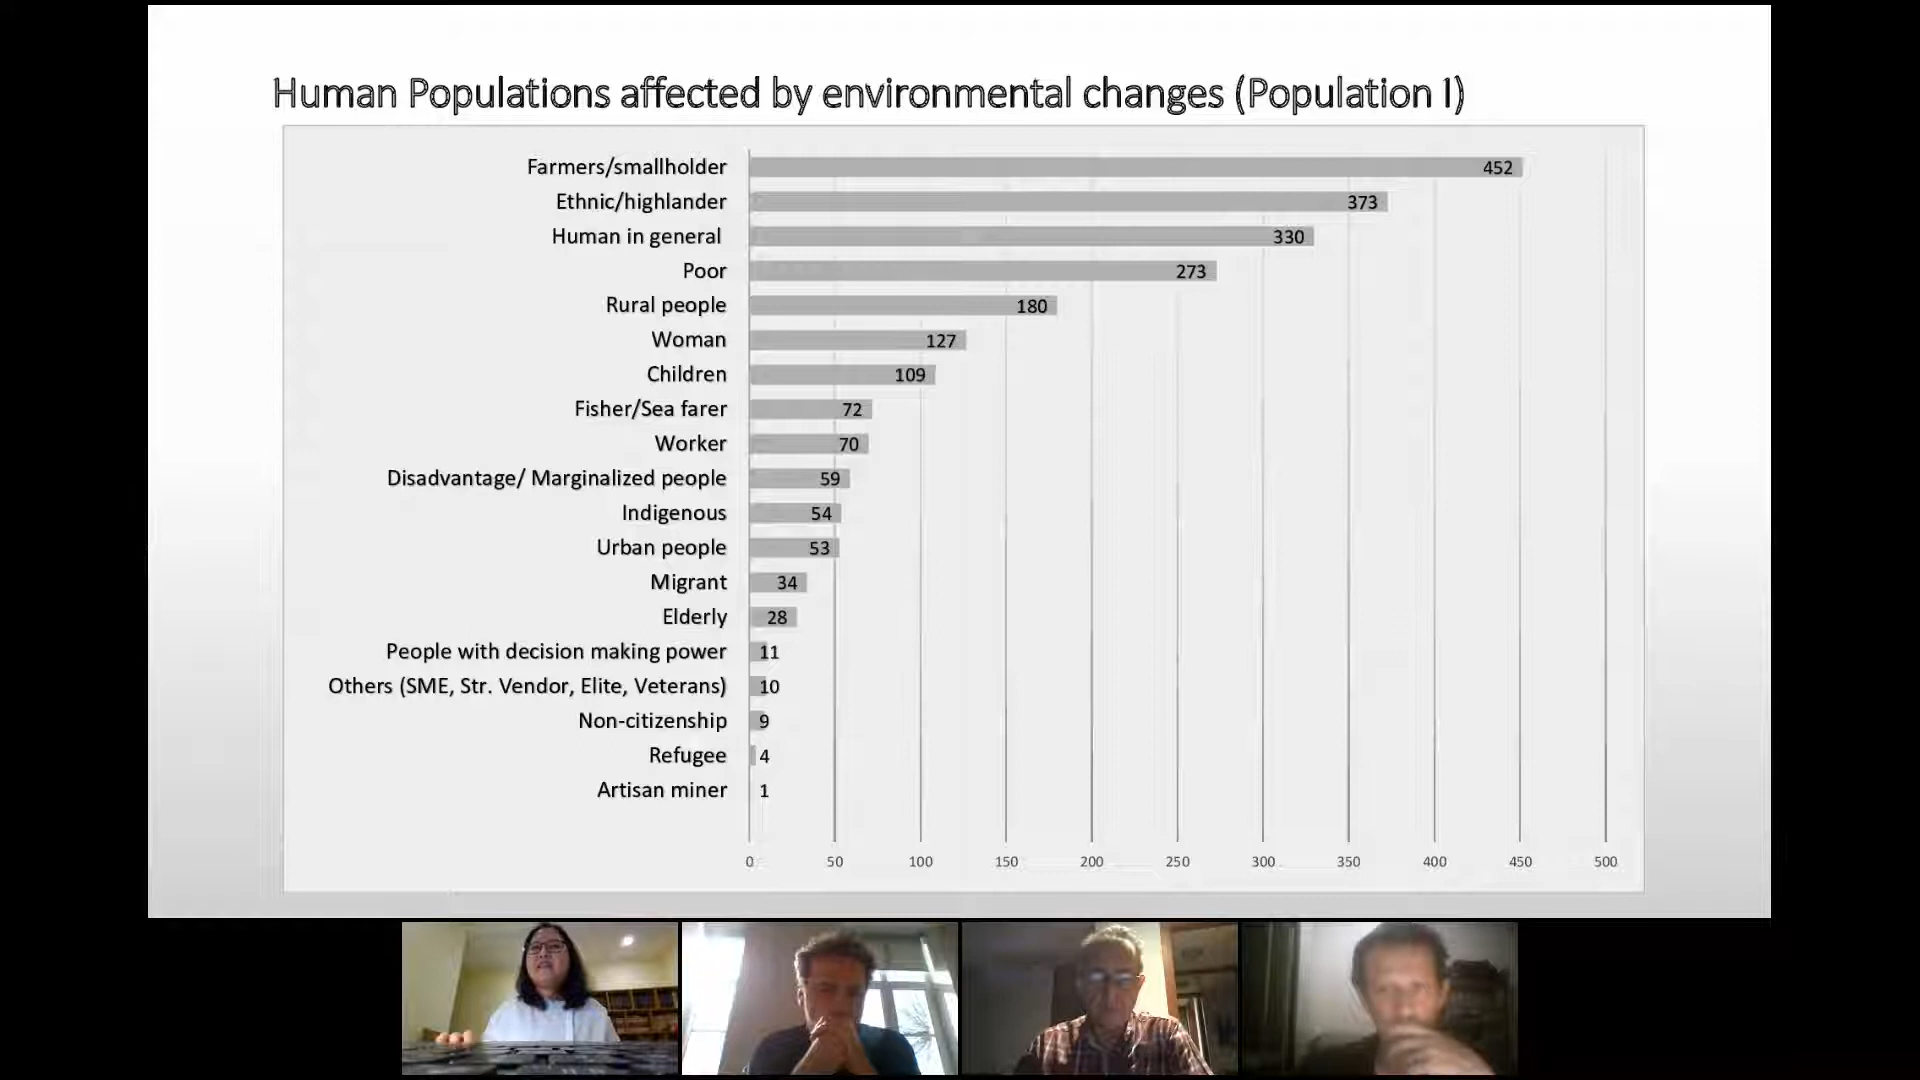 Human Populations affected by environmental changes (Population I)
Farmers/smallholder 452
Ethnic/highlander 373
Human in general 330
Poor 273
Rural people 180
Woman 127
Children 109
Fisher/Sea farer 72
Worker 70
Disadvantage/ Marginalized people 59
Indigenous 54
Urban people 53
Migrant 34
Elderly 28
People with decision making power 11
Others (SME, Str. Vendor, Elite, Veterans) 10
Non-citizenship 9
Refugee 4
Artisan miner 1
0 50 100 150 200 250 300 350 400 450 500